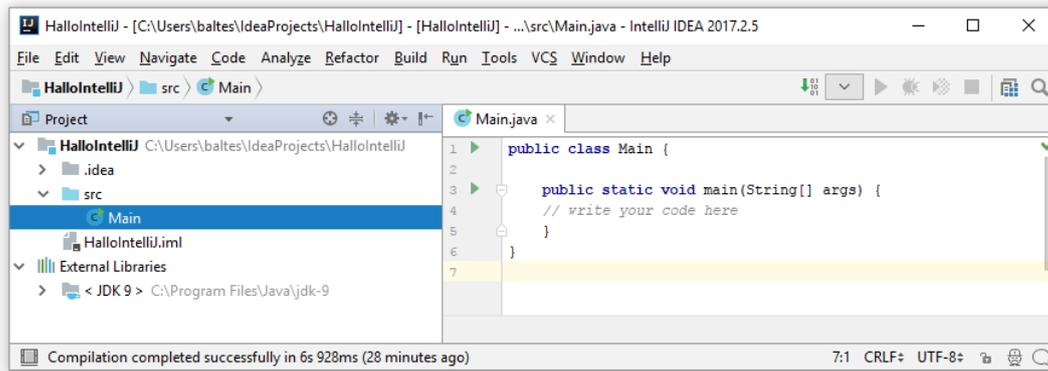 HalloIntelliJ - [C:\Users\baltes\IdeaProjects\HalloIntelliJ] - [HalloIntelliJ] - ...\src\Main.java - IntelliJ IDEA 2017.2.5
File Edit View Navigate Code Analyze Refactor Build Run Tools VCS Window Help
HalloIntelliJ src Main
Project
HalloIntelliJ C:\Users\baltes\IdeaProjects\HalloIntelliJ
.idea
src
Main
HalloIntelliJ.iml
External Libraries
< JDK 9 > C:\Program Files\Java\jdk-9
Main.java
1 public class Main {
2
3 public static void main(String[] args) {
4 // write your code here
5 }
6 }
7
Compilation completed successfully in 6s 928ms (28 minutes ago) 7:1 CRLF UTF-8